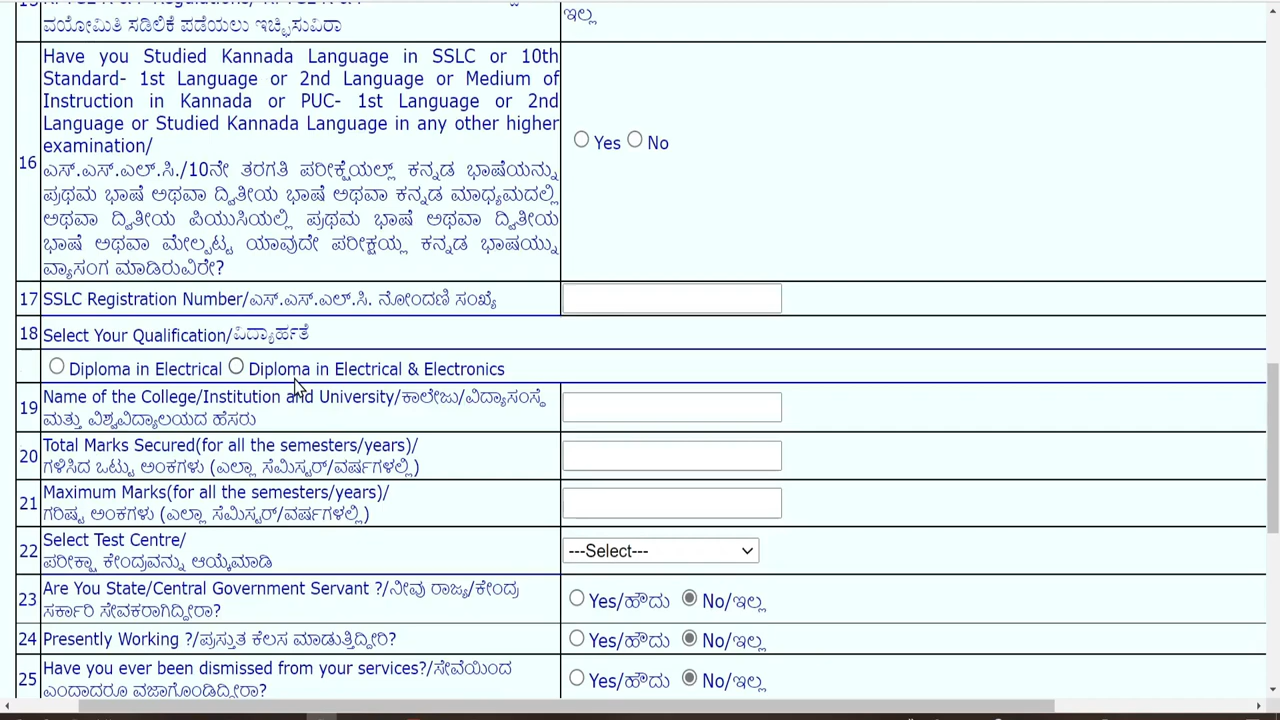 ವಯೋಮಿತಿ ಸಡಿಲಿಕೆ ಪಡೆಯಲು ಇಚ್ಛಿಸುವಿರಾ
ಇಲ್ಲ
16
Have you Studied Kannada Language in SSLC or 10th
Standard- 1st Language or 2nd Language or Medium of
Instruction in Kannada or PUC- 1st Language or 2nd
Language or Studied Kannada Language in any other higher
examination/
ಎಸ್.ಎಸ್.ಎಲ್.ಸಿ./10ನೇ ತರಗತಿ ಪರೀಕ್ಷೆಯಲ್ಲ್ ಕನ್ನಡ ಭಾಷೆಯನ್ನು
ಪ್ರಥಮ ಭಾಷೆ ಅಥವಾ ದ್ವಿತೀಯ ಭಾಷೆ ಅಥವಾ ಕನ್ನಡ ಮಾಧ್ಯಮದಲ್ಲಿ
ಅಥವಾ ದ್ವಿತೀಯ ಪಿಯುಸಿಯಲ್ಲಿ ಪ್ರಥಮ ಭಾಷೆ ಅಥವಾ ದ್ವಿತೀಯ
ಭಾಷೆ ಅಥವಾ ಮೇಲ್ಪಟ್ಟ ಯಾವುದೇ ಪರೀಕ್ಷಯ್ಲ ಕನ್ನಡ ಭಾಷಯ್ನು
ವ್ಯಾಸಂಗ ಮಾಡಿರುವಿರೇ?
Yes No
17 SSLC Registration Number/ಎಸ್.ಎಸ್.ಎಲ್.ಸಿ. ನೋಂದಣಿ ಸಂಖ್ಯೆ
18 Select Your Qualification/ವಿದ್ಯಾರ್ಹತೆ
Diploma in Electrical Diploma in Electrical & Electronics
19 Name of the College/Institution and University/ಕಾಲೇಜು/ವಿದ್ಯಾಸಂಸ್ಥೆ
ಮತ್ತು ವಿಶ್ವವಿದ್ಯಾಲಯದ ಹೆಸರು
20 Total Marks Secured(for all the semesters/years)/
ಗಳಿಸಿದ ಒಟ್ಟು ಅಂಕಗಳು (ಎಲ್ಲಾ ಸೆಮಿಸ್ಟರ್/ವರ್ಷಗಳಲ್ಲಿ)
21 Maximum Marks(for all the semesters/years)/
ಗರಿಷ್ಟ ಅಂಕಗಳು (ಎಲ್ಲಾ ಸೆಮಿಸ್ಟರ್/ವರ್ಷಗಳಲ್ಲಿ)
22 Select Test Centre/
ಪರೀಕ್ಷಾ ಕೇಂದ್ರವನ್ನು ಆಯ್ಕೆಮಾಡಿ
---Select---
23 Are You State/Central Government Servant ?/ನೀವು ರಾಜ್ಯ/ಕೇಂದ್ರ
ಸರ್ಕಾರಿ ಸೇವಕರಾಗಿದ್ದೀರಾ?
Yes/ಹೌದು No/ಇಲ್ಲ
24 Presently Working ?/ಪ್ರಸ್ತುತ ಕೆಲಸ ಮಾಡುತ್ತಿದ್ದೀರಿ? Yes/ಹೌದು No/ಇಲ್ಲ
25 Have you ever been dismissed from your services?/ಸೇವೆಯಿಂದ
ಎಂದಾದರೂ ವಜಾಗೊಂಡಿದ್ದೀರಾ?
Yes/ಹೌದು No/ಇಲ್ಲ